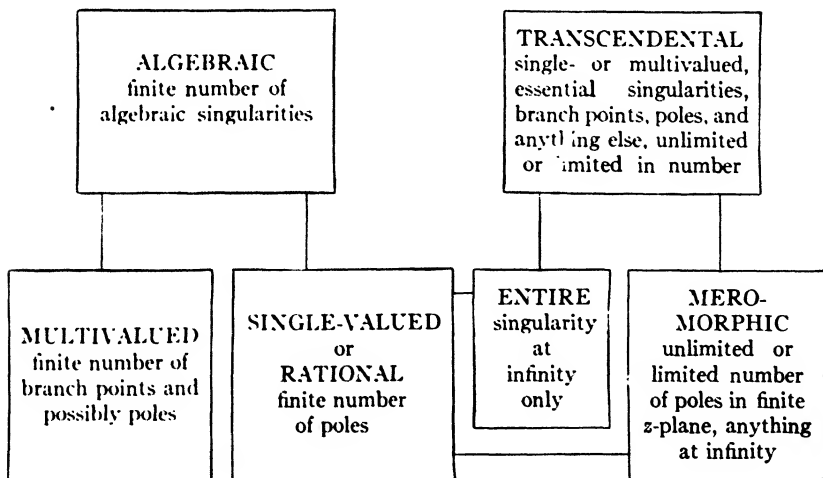 ALGEBRAIC
finite number of
algebraic singularities
TRANSCENDENTAL
single- or multivalued,
essential singularities,
branch points, poles, and
anything else, unlimited
or limited in number
MULTIVALUED
finite number of
branch points and
possibly poles
SINGLE-VALUED
or
RATIONAL
finite number
of poles
ENTIRE
singularity
at
infinity
only
MERO-
MORPHIC
unlimited or
limited number
of poles in finite
z-plane, anything
at infinity